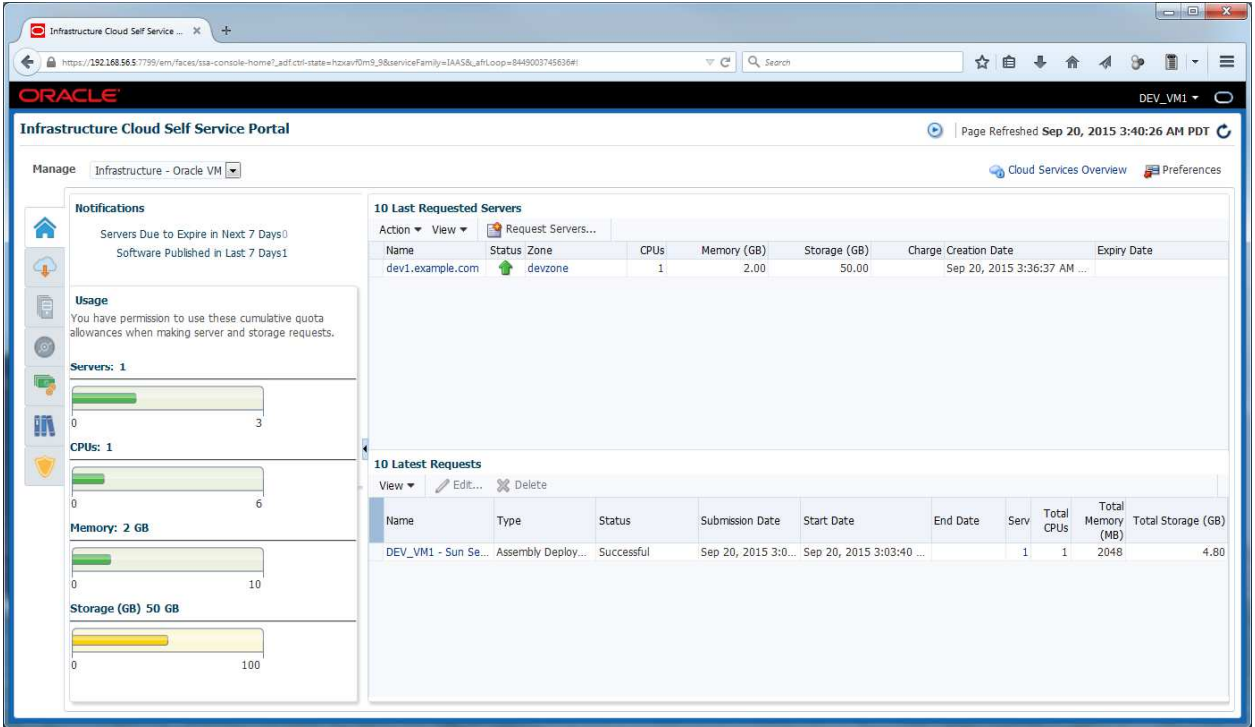 Infrastructure Cloud Self Service ...
https://192.168.56.5:7799/em/faces/ssa-console-home?_adf.ctrl-state=hzxavf0m9_9&serviceFamily=IAAS&_afrLoop=8449003745636#!
Search
ORACLE
DEV_VM1
Infrastructure Cloud Self Service Portal
Page Refreshed Sep 20, 2015 3:40:26 AM PDT
Manage Infrastructure - Oracle VM
Cloud Services Overview Preferences
Notifications
Servers Due to Expire in Next 7 Days0
Software Published in Last 7 Days1
Usage
You have permission to use these cumulative quota
allowances when making server and storage requests.
Servers: 1
0 3
CPUs: 1
0 6
Memory: 2 GB
0 10
Storage (GB) 50 GB
0 100
10 Last Requested Servers
Action View Request Servers...
Name Status Zone CPUs Memory (GB) Storage (GB) Charge Creation Date Expiry Date
dev1.example.com devzone 1 2.00 50.00 Sep 20, 2015 3:36:37 AM ...
10 Latest Requests
View Edit... Delete
Name Type Status Submission Date Start Date End Date Serv Total CPUs Total Memory (MB) Total Storage (GB)
DEV_VM1 - Sun Se... Assembly Deploy... Successful Sep 20, 2015 3:0... Sep 20, 2015 3:03:40 ... 1 1 2048 4.80